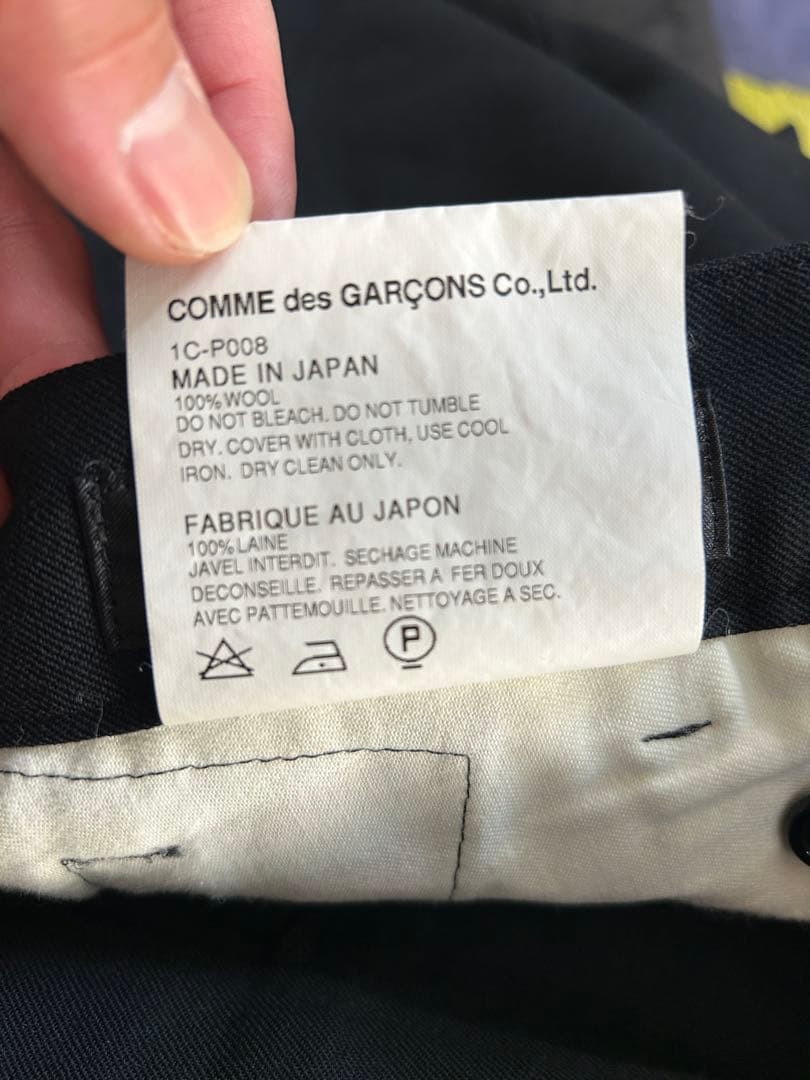 COMME des GARÇONS Co.,Ltd.
1C-P008
MADE IN JAPAN
100% WOOL
DO NOT BLEACH. DO NOT TUMBLE
DRY. COVER WITH CLOTH, USE COOL
IRON. DRY CLEAN ONLY.
FABRIQUE AU JAPON
100% LAINE
JAVEL INTERDIT. SECHAGE MACHINE
DECONSEILLE. REPASSER A FER DOUX
AVEC PATTEMOUILLE. NETTOYAGE A SEC.
P